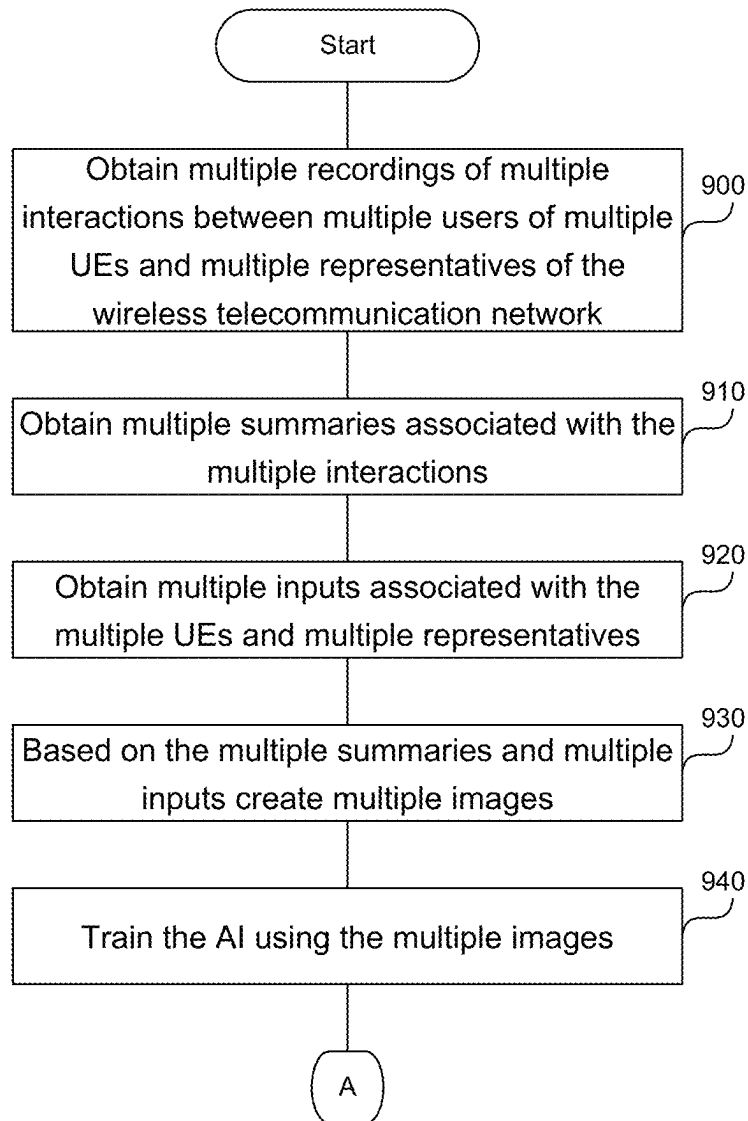 Start
Obtain multiple recordings of multiple
interactions between multiple users of multiple
UEs and multiple representatives of the
wireless telecommunication network
900
Obtain multiple summaries associated with the
multiple interactions
910
Obtain multiple inputs associated with the
multiple UEs and multiple representatives
920
Based on the multiple summaries and multiple
inputs create multiple images
930
Train the AI using the multiple images
940
A